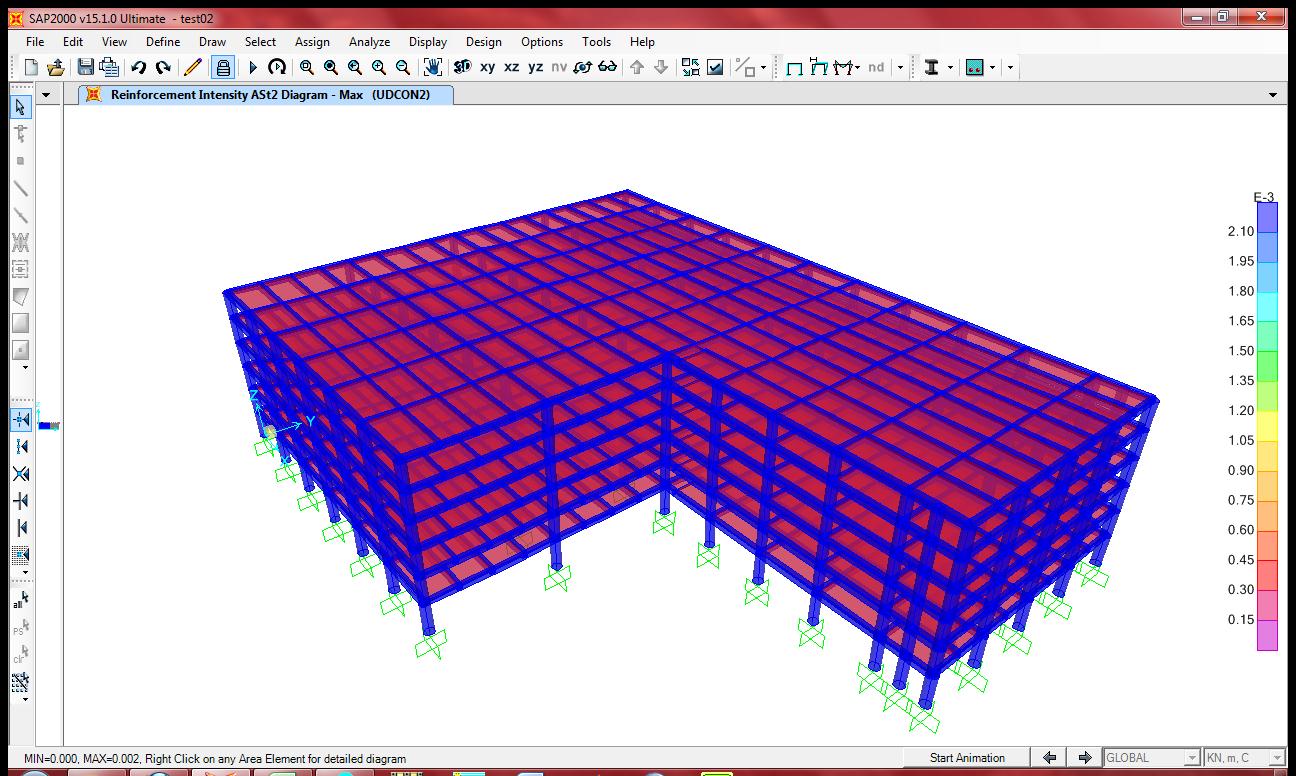 SAP2000 v15.1.0 Ultimate - test02
File Edit View Define Draw Select Assign Analyze Display Design Options Tools Help
3D xy xz yz nv nd
Reinforcement Intensity ASt2 Diagram - Max (UDCON2)
E-3
2.10
1.95
1.80
1.65
1.50
1.35
1.20
1.05
0.90
0.75
0.60
0.45
0.30
0.15
Z
Y
X
all
PS
clr
MIN=0.000, MAX=0.002, Right Click on any Area Element for detailed diagram
Start Animation
GLOBAL
KN, m, C